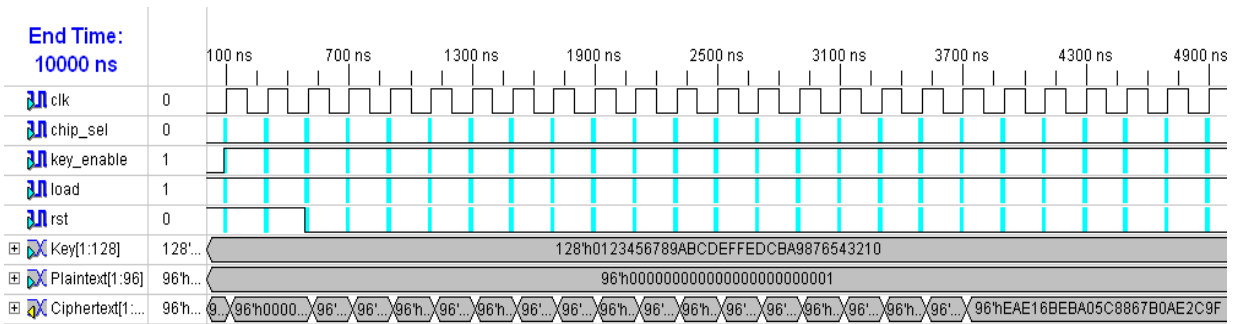 End Time:
10000 ns
100 ns 700 ns 1300 ns 1900 ns 2500 ns 3100 ns 3700 ns 4300 ns 4900 ns
clk 0
chip_sel 0
key_enable 1
load 1
rst 0
Key[1:128] 128'... 128'h0123456789ABCDEFFEDCBA9876543210
Plaintext[1:96] 96'h... 96'h000000000000000000000001
Ciphertext[1:... 96'h... 9... 96'h0000... 96'... 96'... 96'h.. 96'... 96'h.. 96'... 96'... 96'h.. 96'... 96'h.. 96'... 96'... 96'h.. 96'... 96'h.. 96'... 96'hEAE16BEBA05C8867B0AE2C9F